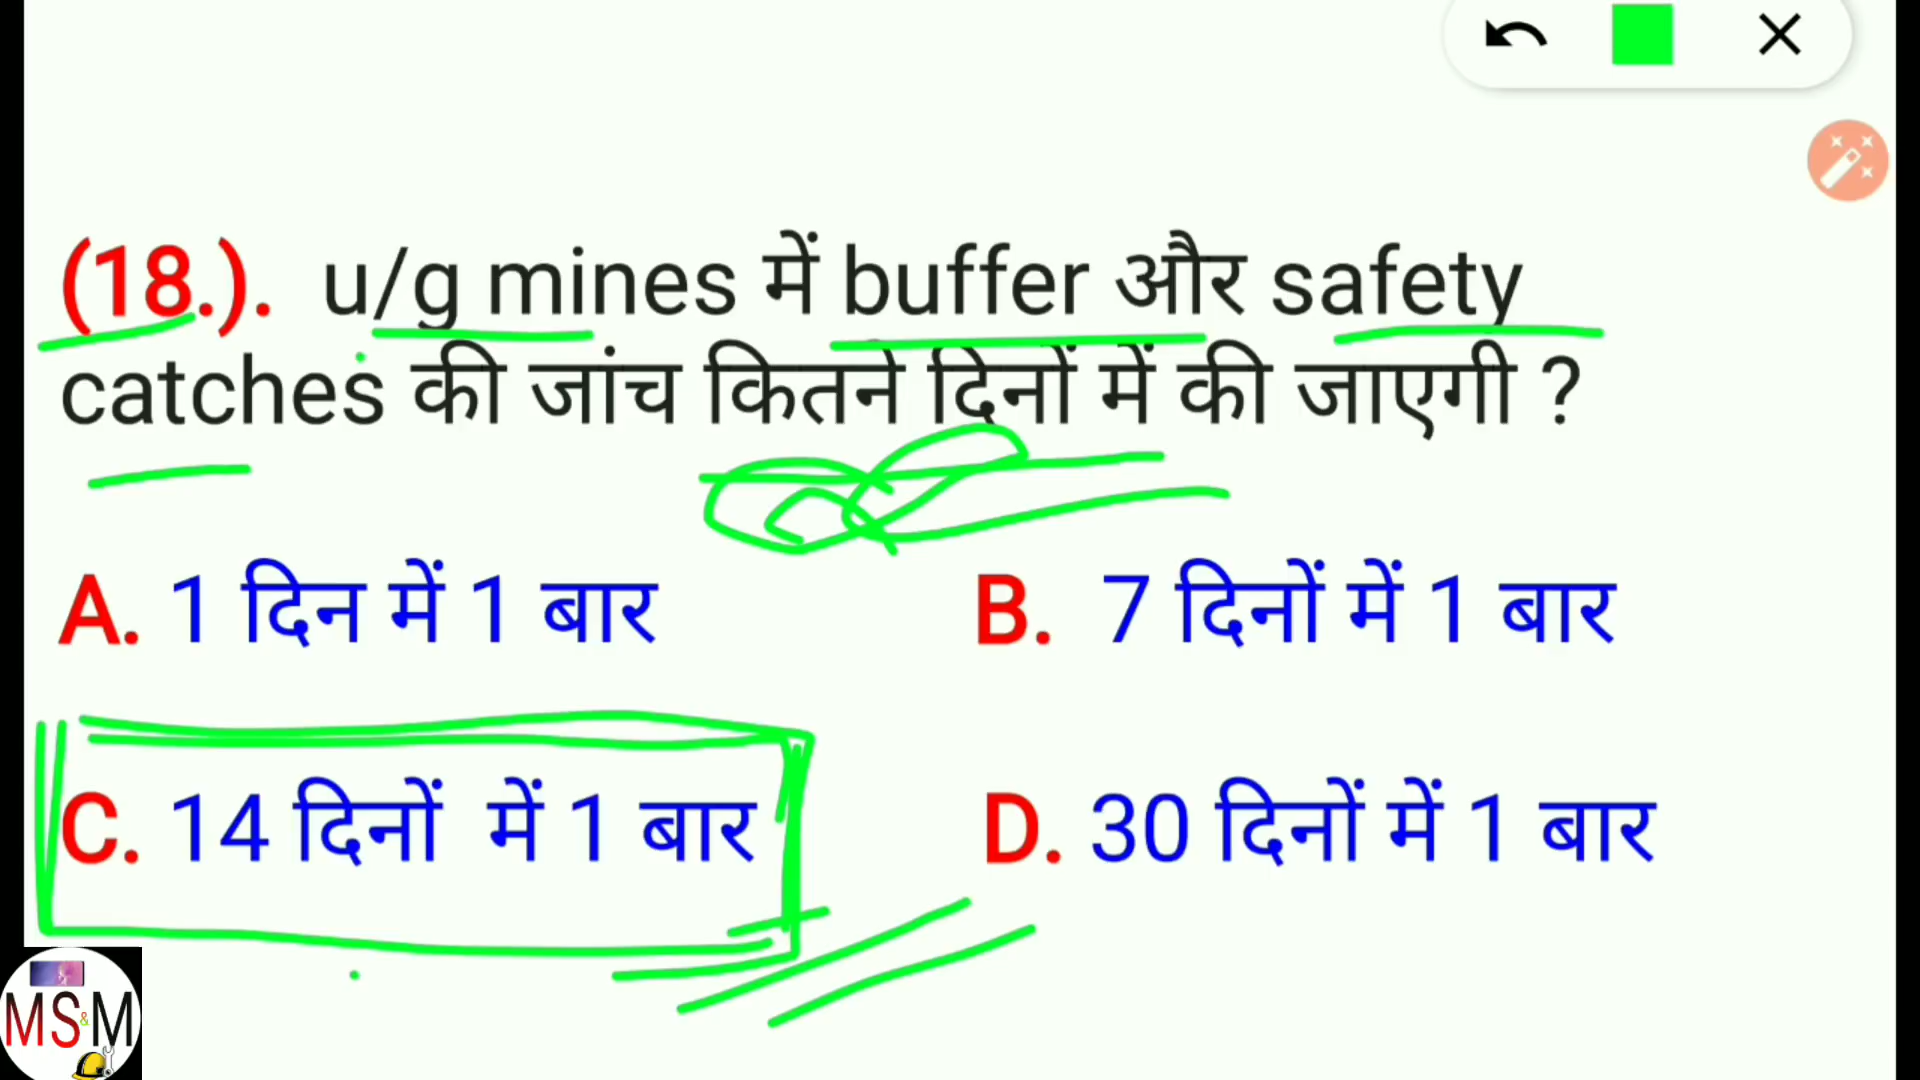 (18.). u/g mines में buffer और safety
catches की जांच कितने दिनों में की जाएगी ?
A. 1 दिन में 1 बार
B. 7 दिनों में 1 बार
C. 14 दिनों में 1 बार
D. 30 दिनों में 1 बार
MS&M